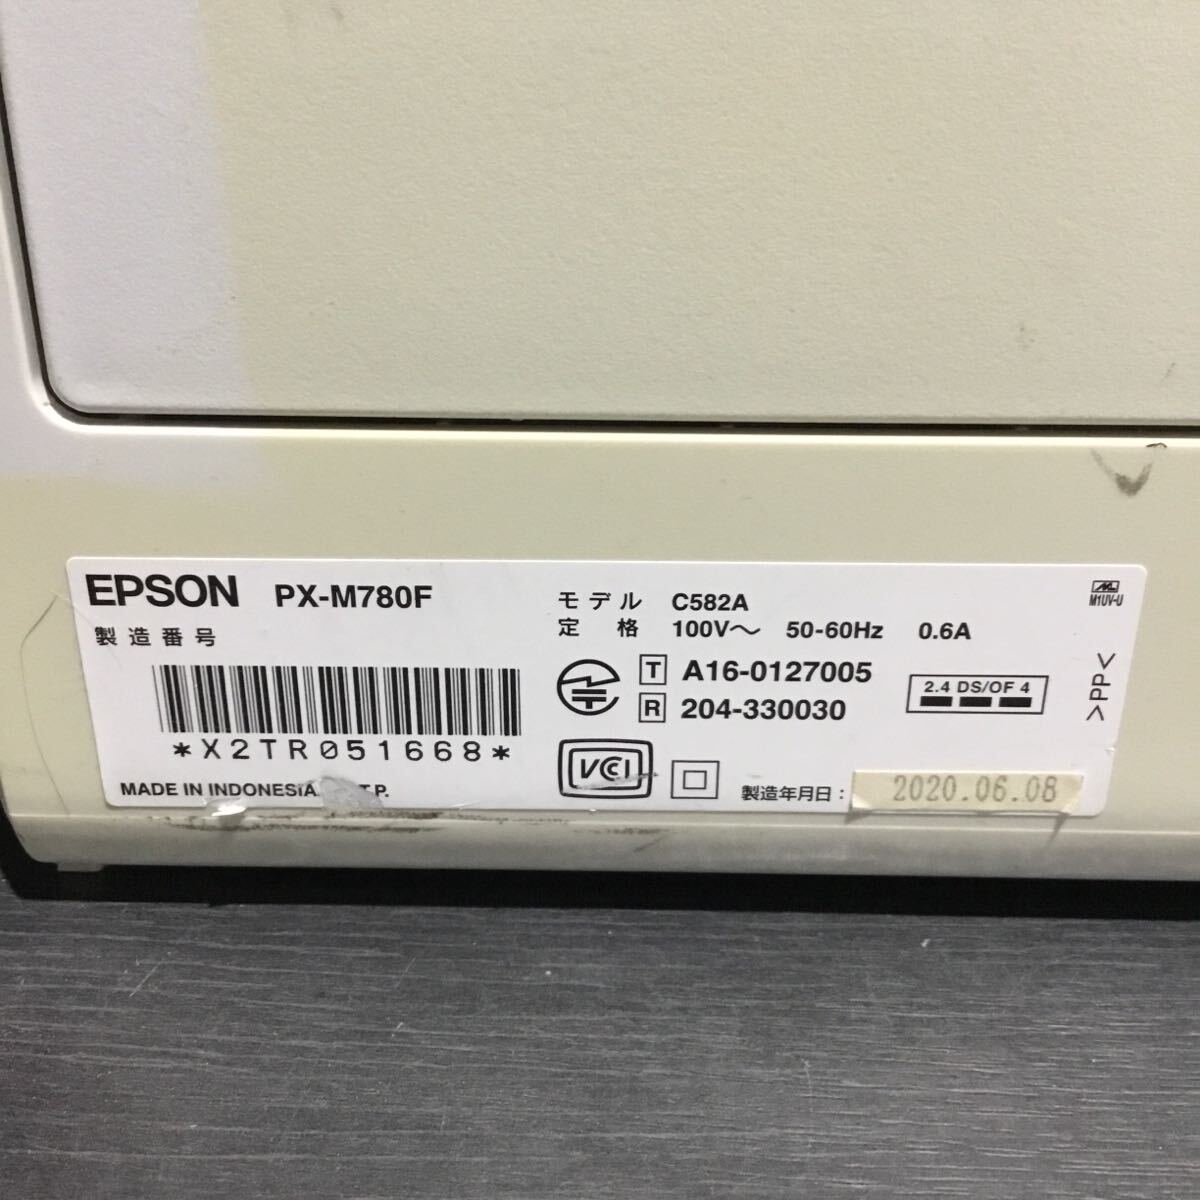 EPSON PX-M780F
製造番号
*X2TR051668*
MADE IN INDONESIA
T.P.
モデル C582A
定格 100V～ 50-60Hz 0.6A
T A16-0127005
R 204-330030
2.4 DS/OF 4
VCCI
製造年月日： 2020.06.08
M1UV-U
>PP<